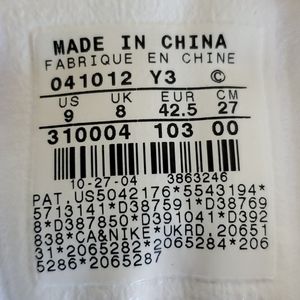 MADE IN CHINA
FABRIQUE EN CHINE
041012 Y3 ©
US UK EUR CM
9 8 42.5 27
310004 103 00
10-27-04 3863246
PAT.US5042176*5543194*
5713141*D38759*D38769
8*D387850*D391041*D392
838*CA&NIKE*UKRD.20651
31*2065282*2065284*206
5286*2065287